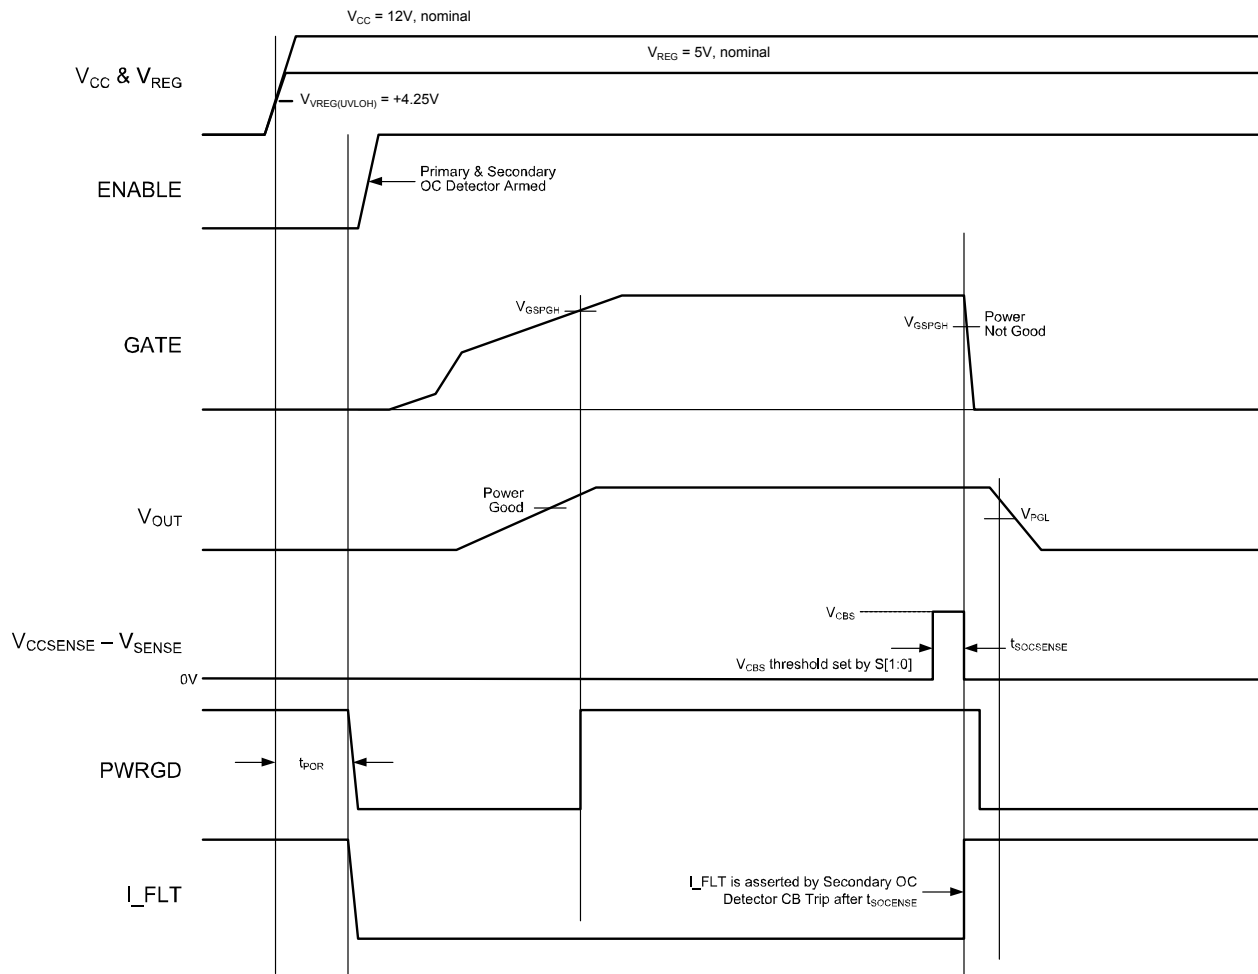 V_CC = 12V, nominal
V_REG = 5V, nominal
V_CC & V_REG
V_VREG(UVLOH) = +4.25V
Primary & Secondary
OC Detector Armed
ENABLE
V_GSPGH
V_GSPGH
Power
Not Good
GATE
Power
Good
V_OUT
V_PGL
V_CBS
V_CCSENSE – V_SENSE
t_SOCSENSE
V_CBS threshold set by S[1:0]
0V
PWRGD
t_POR
I_FLT
I_FLT is asserted by Secondary OC
Detector CB Trip after t_SOCENSE